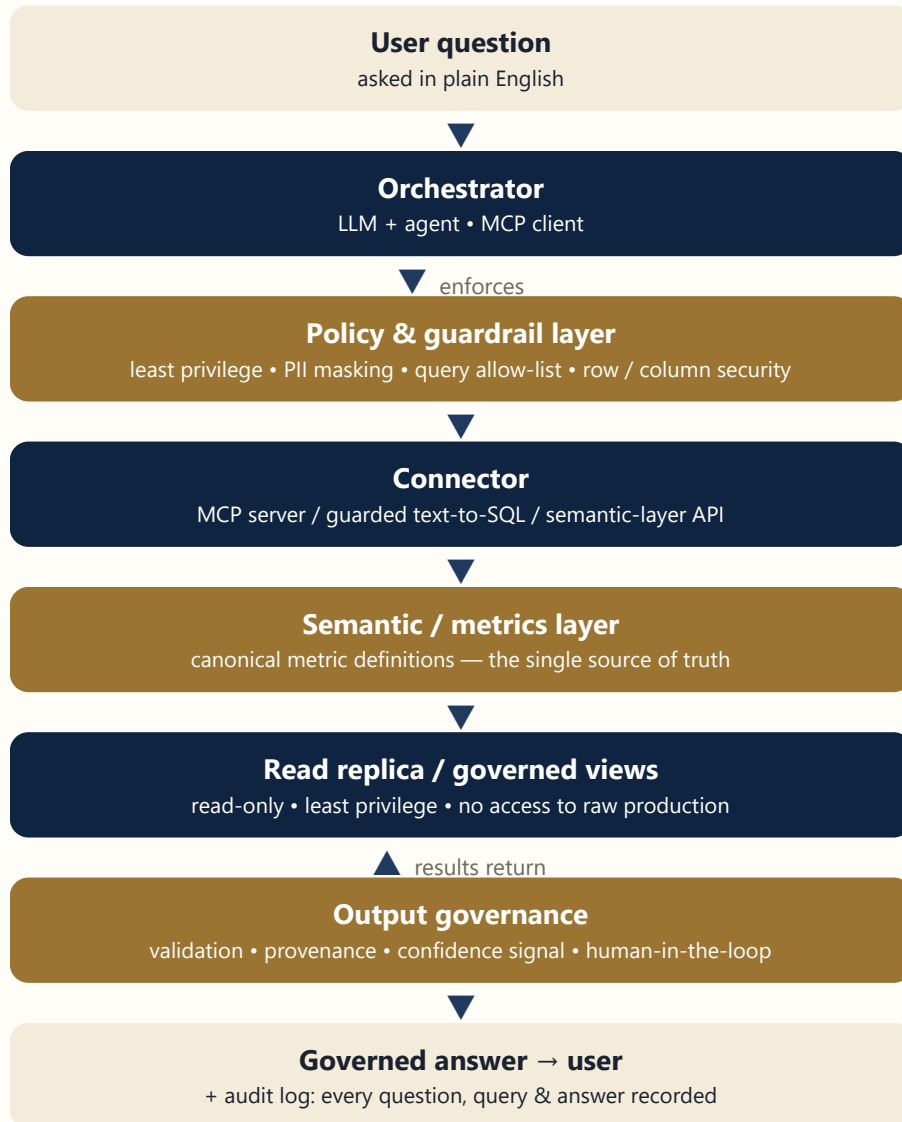 User question
asked in plain English
Orchestrator
LLM + agent • MCP client
enforces
Policy & guardrail layer
least privilege • PII masking • query allow-list • row / column security
Connector
MCP server / guarded text-to-SQL / semantic-layer API
Semantic / metrics layer
canonical metric definitions — the single source of truth
Read replica / governed views
read-only • least privilege • no access to raw production
results return
Output governance
validation • provenance • confidence signal • human-in-the-loop
Governed answer → user
+ audit log: every question, query & answer recorded